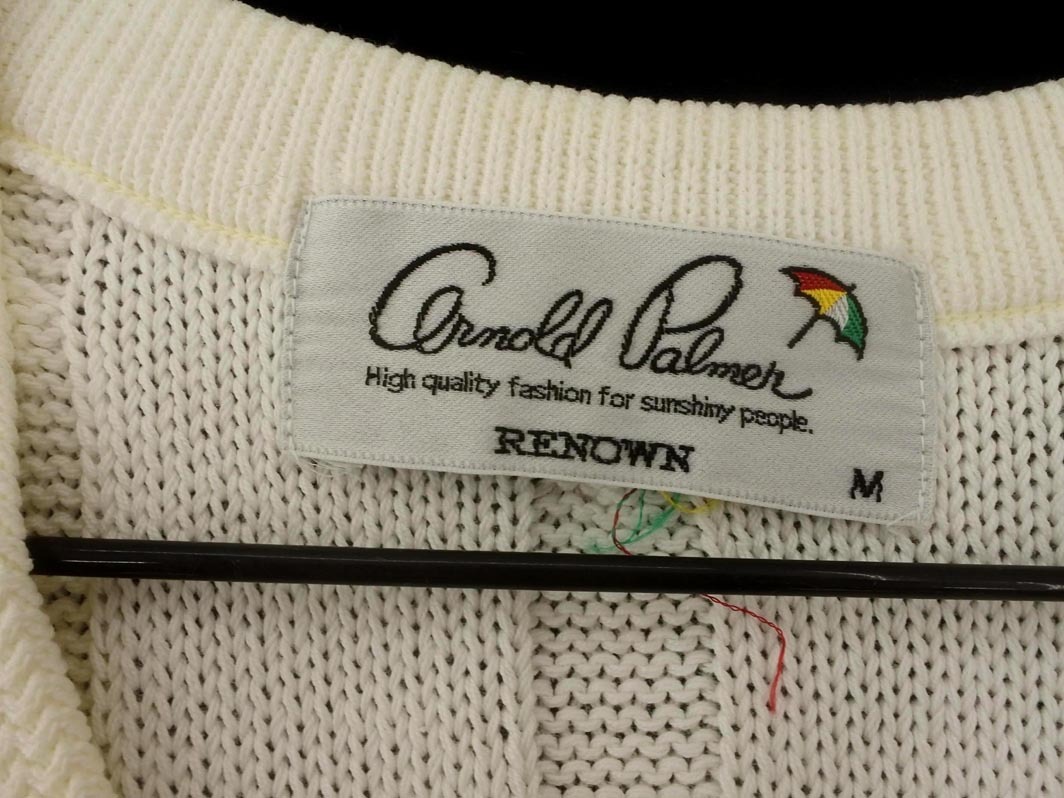 Arnold Palmer
High quality fashion for sunshiny people.
RENOWN
M